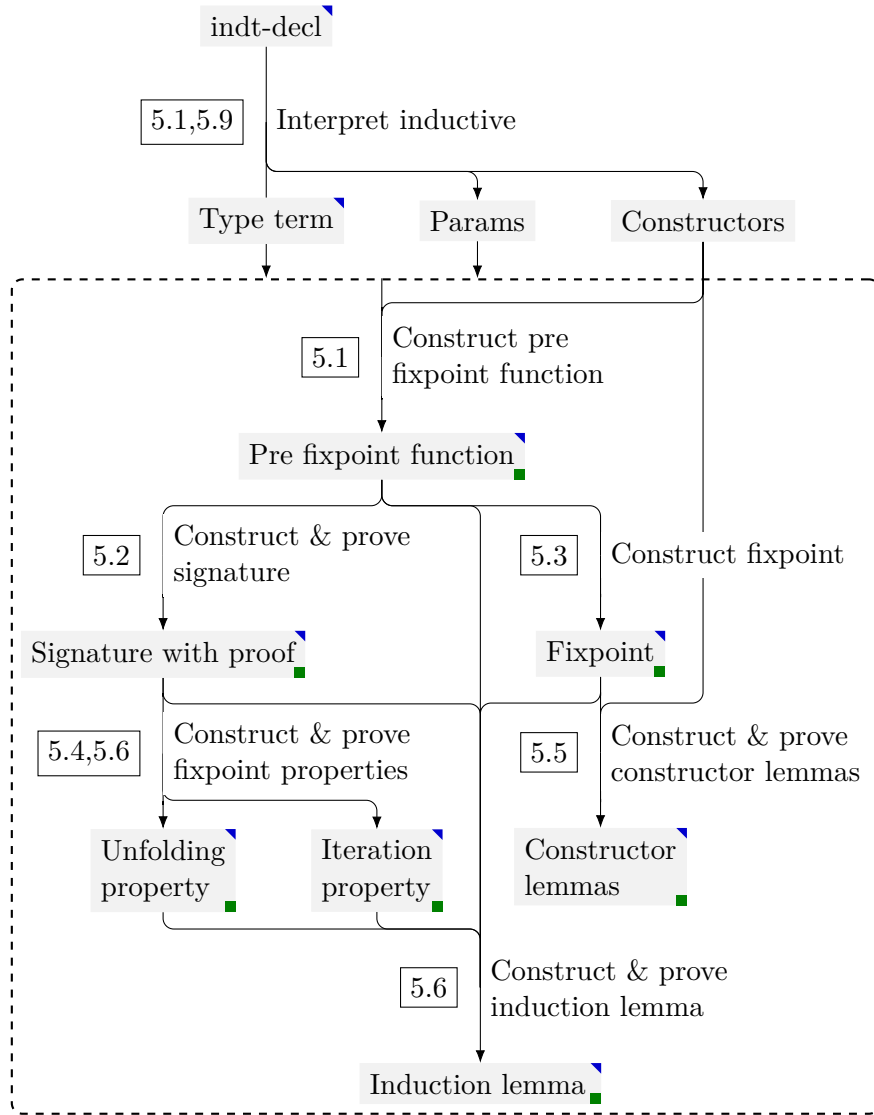 indt-decl
5.1,5.9
Interpret inductive
Type term
Params
Constructors
5.1
Construct pre
fixpoint function
Pre fixpoint function
5.2
Construct & prove
signature
5.3
Construct fixpoint
Signature with proof
Fixpoint
5.4,5.6
Construct & prove
fixpoint properties
5.5
Construct & prove
constructor lemmas
Unfolding
property
Iteration
property
Constructor
lemmas
5.6
Construct & prove
induction lemma
Induction lemma